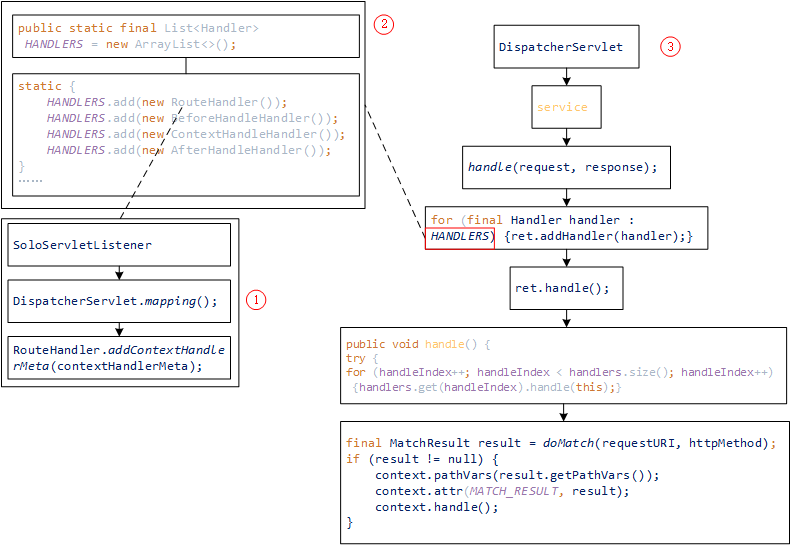 public static final List<Handler>
HANDLERS = new ArrayList<>();
②
static {
HANDLERS.add(new RouteHandler());
HANDLERS.add(new BeforeHandleHandler());
HANDLERS.add(new ContextHandleHandler());
HANDLERS.add(new AfterHandleHandler());
}
……
SoloServletListener
DispatcherServlet.mapping();
①
RouteHandler.addContextHandle
rMeta(contextHandlerMeta);
DispatcherServlet
③
service
handle(request, response);
for (final Handler handler :
HANDLERS) {ret.addHandler(handler);}
ret.handle();
public void handle() {
try {
for (handleIndex++; handleIndex < handlers.size(); handleIndex++)
{handlers.get(handleIndex).handle(this);}
final MatchResult result = doMatch(requestURI, httpMethod);
if (result != null) {
context.pathVars(result.getPathVars());
context.attr(MATCH_RESULT, result);
context.handle();
}